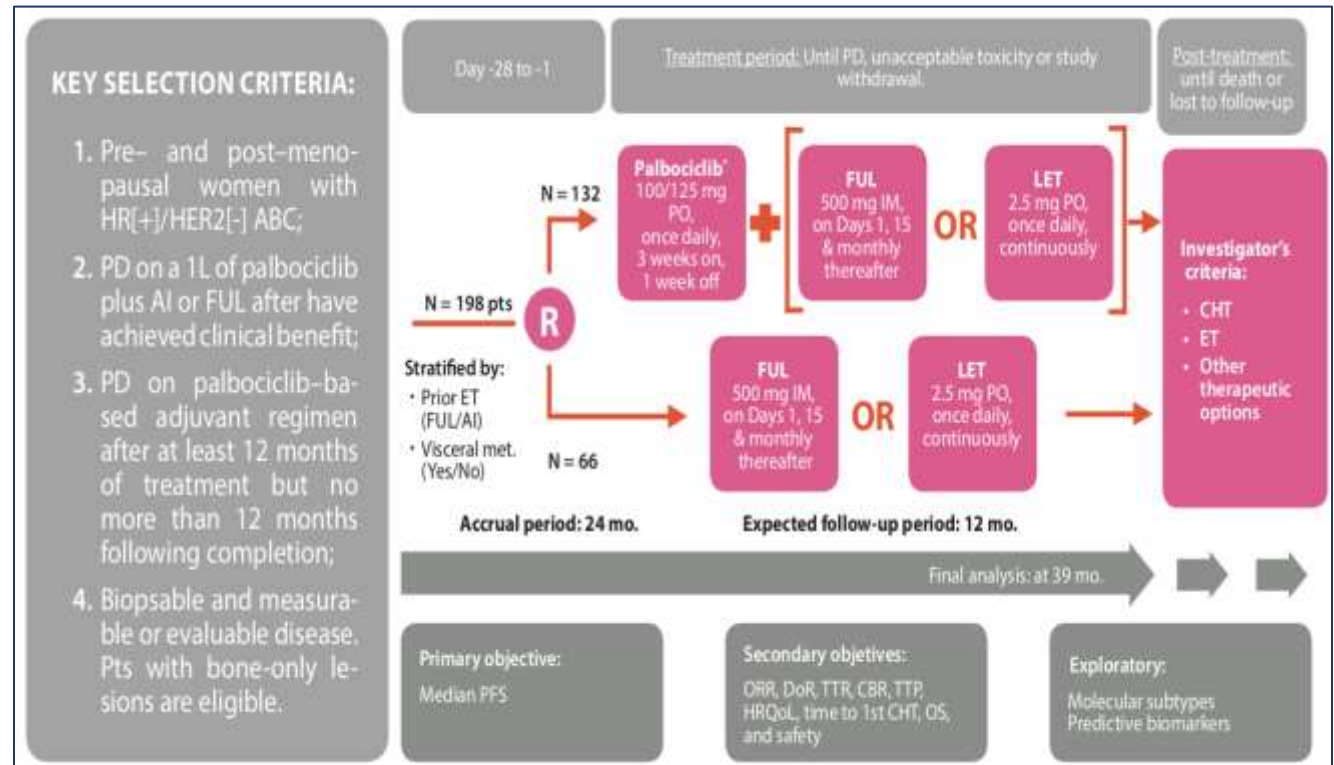 KEY SELECTION CRITERIA:
1. Pre– and post–meno-
pausal women with
HR[+]/HER2[-] ABC;
2. PD on a 1L of palbociclib
plus AI or FUL after have
achieved clinical benefit;
3. PD on palbociclib–ba-
sed adjuvant regimen
after at least 12 months
of treatment but no
more than 12 months
following completion;
4. Biopsable and measura-
ble or evaluable disease.
Pts with bone-only le-
sions are eligible.
Day -28 to -1
Treatment period: Until PD, unacceptable toxicity or study
withdrawal.
Post-treatment:
until death or
lost to follow-up
N = 198 pts
R
Stratified by:
• Prior ET
(FUL/AI)
• Visceral met.
(Yes/No)
N = 132
Palbociclib*
100/125 mg
PO,
once daily,
3 weeks on,
1 week off
FUL
500 mg IM,
on Days 1, 15
& monthly
thereafter
OR
LET
2.5 mg PO,
once daily,
continuously
N = 66
FUL
500 mg IM,
on Days 1, 15
& monthly
thereafter
OR
LET
2.5 mg PO,
once daily,
continuously
Investigator's
criteria:
• CHT
• ET
• Other
therapeutic
options
Accrual period: 24 mo.
Expected follow-up period: 12 mo.
Final analysis: at 39 mo.
Primary objective:
Median PFS
Secondary objetives:
ORR, DoR, TTR, CBR, TTP,
HRQoL, time to 1st CHT, OS,
and safety
Exploratory:
Molecular subtypes
Predictive biomarkers